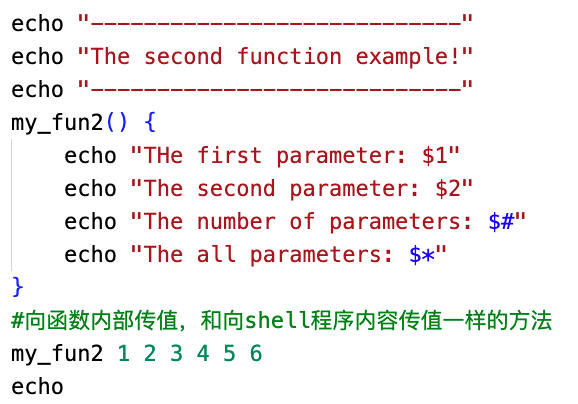 echo "----------------------------"
echo "The second function example!"
echo "----------------------------"
my_fun2() {
    echo "THe first parameter: $1"
    echo "The second parameter: $2"
    echo "The number of parameters: $#"
    echo "The all parameters: $*"
}
#向函数内部传值，和向shell程序内容传值一样的方法
my_fun2 1 2 3 4 5 6
echo